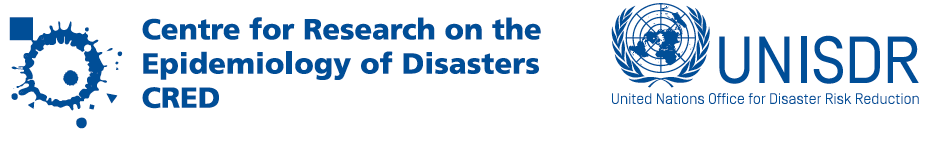 Centre for Research on the
Epidemiology of Disasters
CRED
UNISDR
United Nations Office for Disaster Risk Reduction